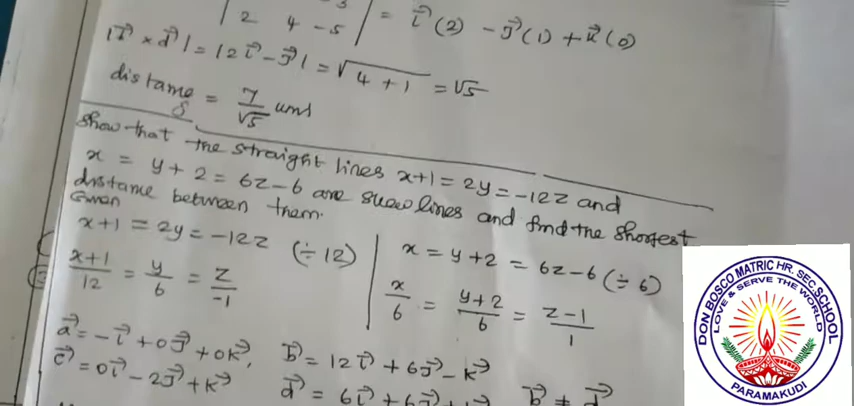 | 2 4 -5 | = i⃗ (2) - j⃗ (1) + k⃗ (0)
|b⃗ × d⃗| = |2i⃗ - j⃗| = √4+1 = √5
distance = 7/√5 units
Show that the straight lines x+1 = 2y = -12z and
x = y+2 = 6z-6 are skew lines and find the shortest
distance between them.
Given
x+1 = 2y = -12z (÷12)
x+1/12 = y/6 = z/-1
x = y+2 = 6z-6 (÷6)
x/6 = y+2/6 = z-1/1
a⃗ = -i⃗ + 0j⃗ + 0k⃗, b⃗ = 12i⃗ + 6j⃗ - k⃗
c⃗ = 0i⃗ - 2j⃗ + k⃗ d⃗ = 6i⃗ + 6j⃗ + k⃗ b⃗ ≠ d⃗
DON BOSCO MATRIC HR. SEC. SCHOOL
LOVE & SERVE THE WORLD
PARAMAKUDI